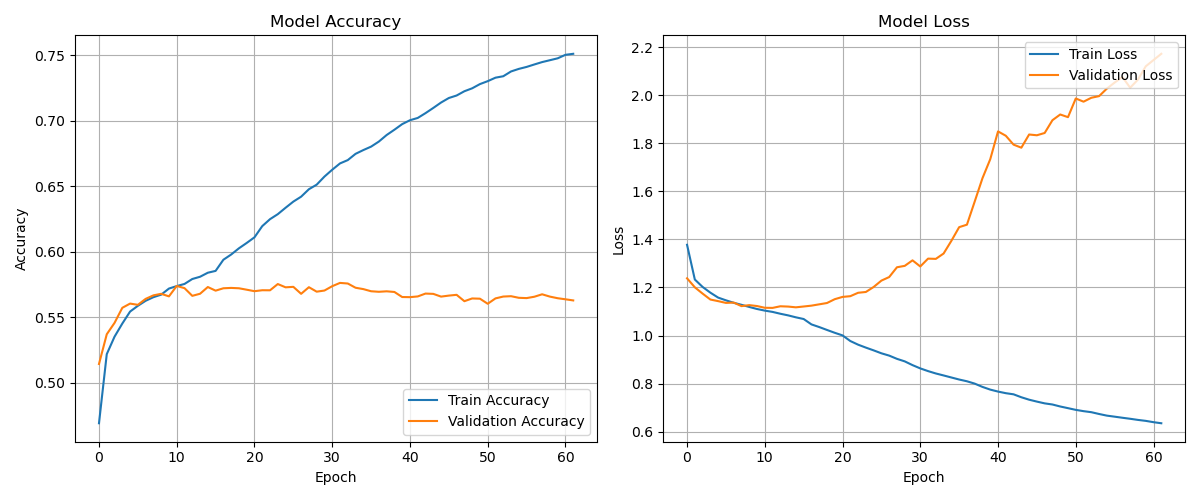 Model Accuracy
Accuracy
0.75
0.70
0.65
0.60
0.55
0.50
Train Accuracy
Validation Accuracy
0 10 20 30 40 50 60
Epoch
Model Loss
Loss
2.2
2.0
1.8
1.6
1.4
1.2
1.0
0.8
0.6
Train Loss
Validation Loss
0 10 20 30 40 50 60
Epoch